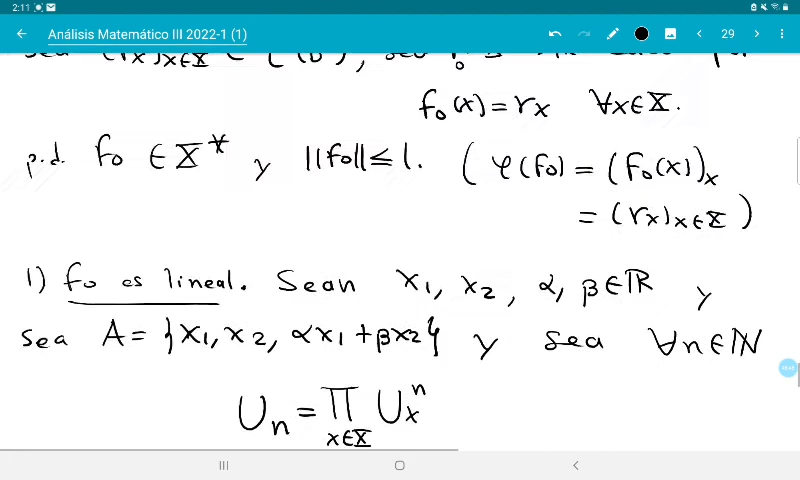 2:11
Análisis Matemático III 2022-1 (1)
29
f₀(x) = rₓ ∀x∈𝕏.
p.d. f₀ ∈ 𝕏* y ||f₀|| ≤ 1. (φ(f₀) = (f₀(x))ₓ
= (rₓ)ₓ∈𝕏)
1) f₀ es lineal. Sean x₁, x₂, α, β∈ℝ y
sea A = {x₁, x₂, αx₁ + βx₂} y sea ∀n∈ℕ
Uₙ = ∏ Uₓⁿ
x∈𝕏